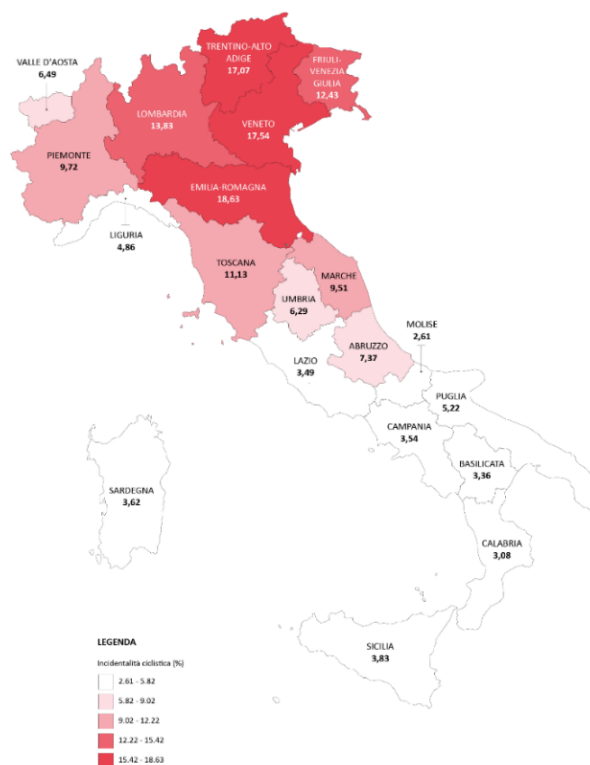 TRENTINO-ALTO
ADIGE
17,07
FRIULI-
VENEZIA
GIULIA
12,43
VALLE D'AOSTA
6,49
LOMBARDIA
13,83
VENETO
17,54
PIEMONTE
9,72
EMILIA-ROMAGNA
18,63
LIGURIA
4,86
TOSCANA
11,13
MARCHE
9,51
UMBRIA
6,29
MOLISE
2,61
ABRUZZO
7,37
LAZIO
3,49
PUGLIA
5,22
CAMPANIA
3,54
BASILICATA
3,36
SARDEGNA
3,62
CALABRIA
3,08
SICILIA
3,83
LEGENDA
Incidentalità ciclistica (%)
2.61 - 5.82
5.82 - 9.02
9.02 - 12.22
12.22 - 15.42
15.42 - 18.63